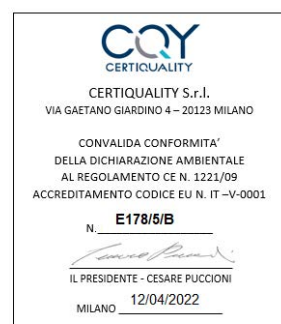 CQY
CERTIQUALITY
CERTIQUALITY S.r.l.
VIA GAETANO GIARDINO 4 – 20123 MILANO
CONVALIDA CONFORMITA’
DELLA DICHIARAZIONE AMBIENTALE
AL REGOLAMENTO CE N. 1221/09
ACCREDITAMENTO CODICE EU N. IT –V-0001
N. E178/5/B
IL PRESIDENTE - CESARE PUCCIONI
MILANO 12/04/2022